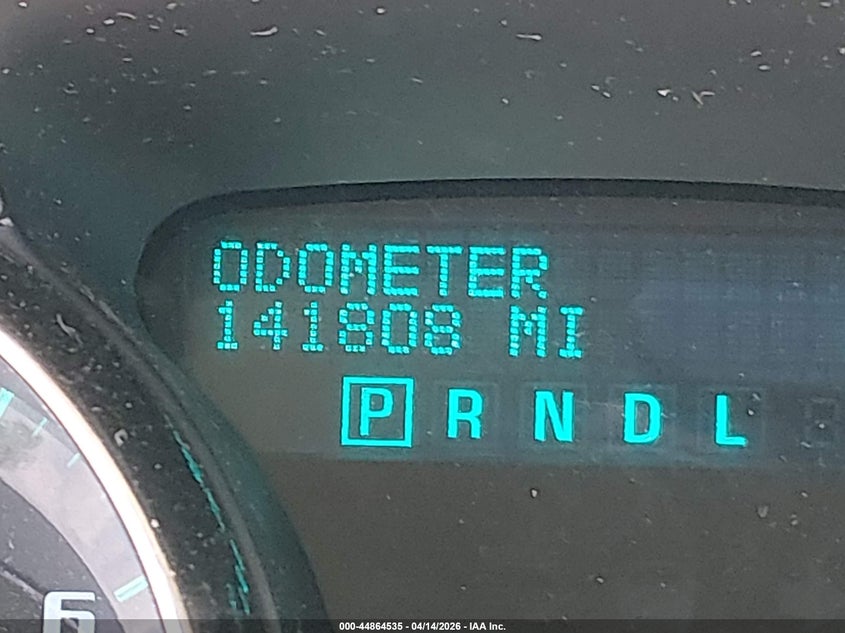 ODOMETER
141808 MI
P R N D L
6
000-44864535 - 04/14/2026 - IAA Inc.